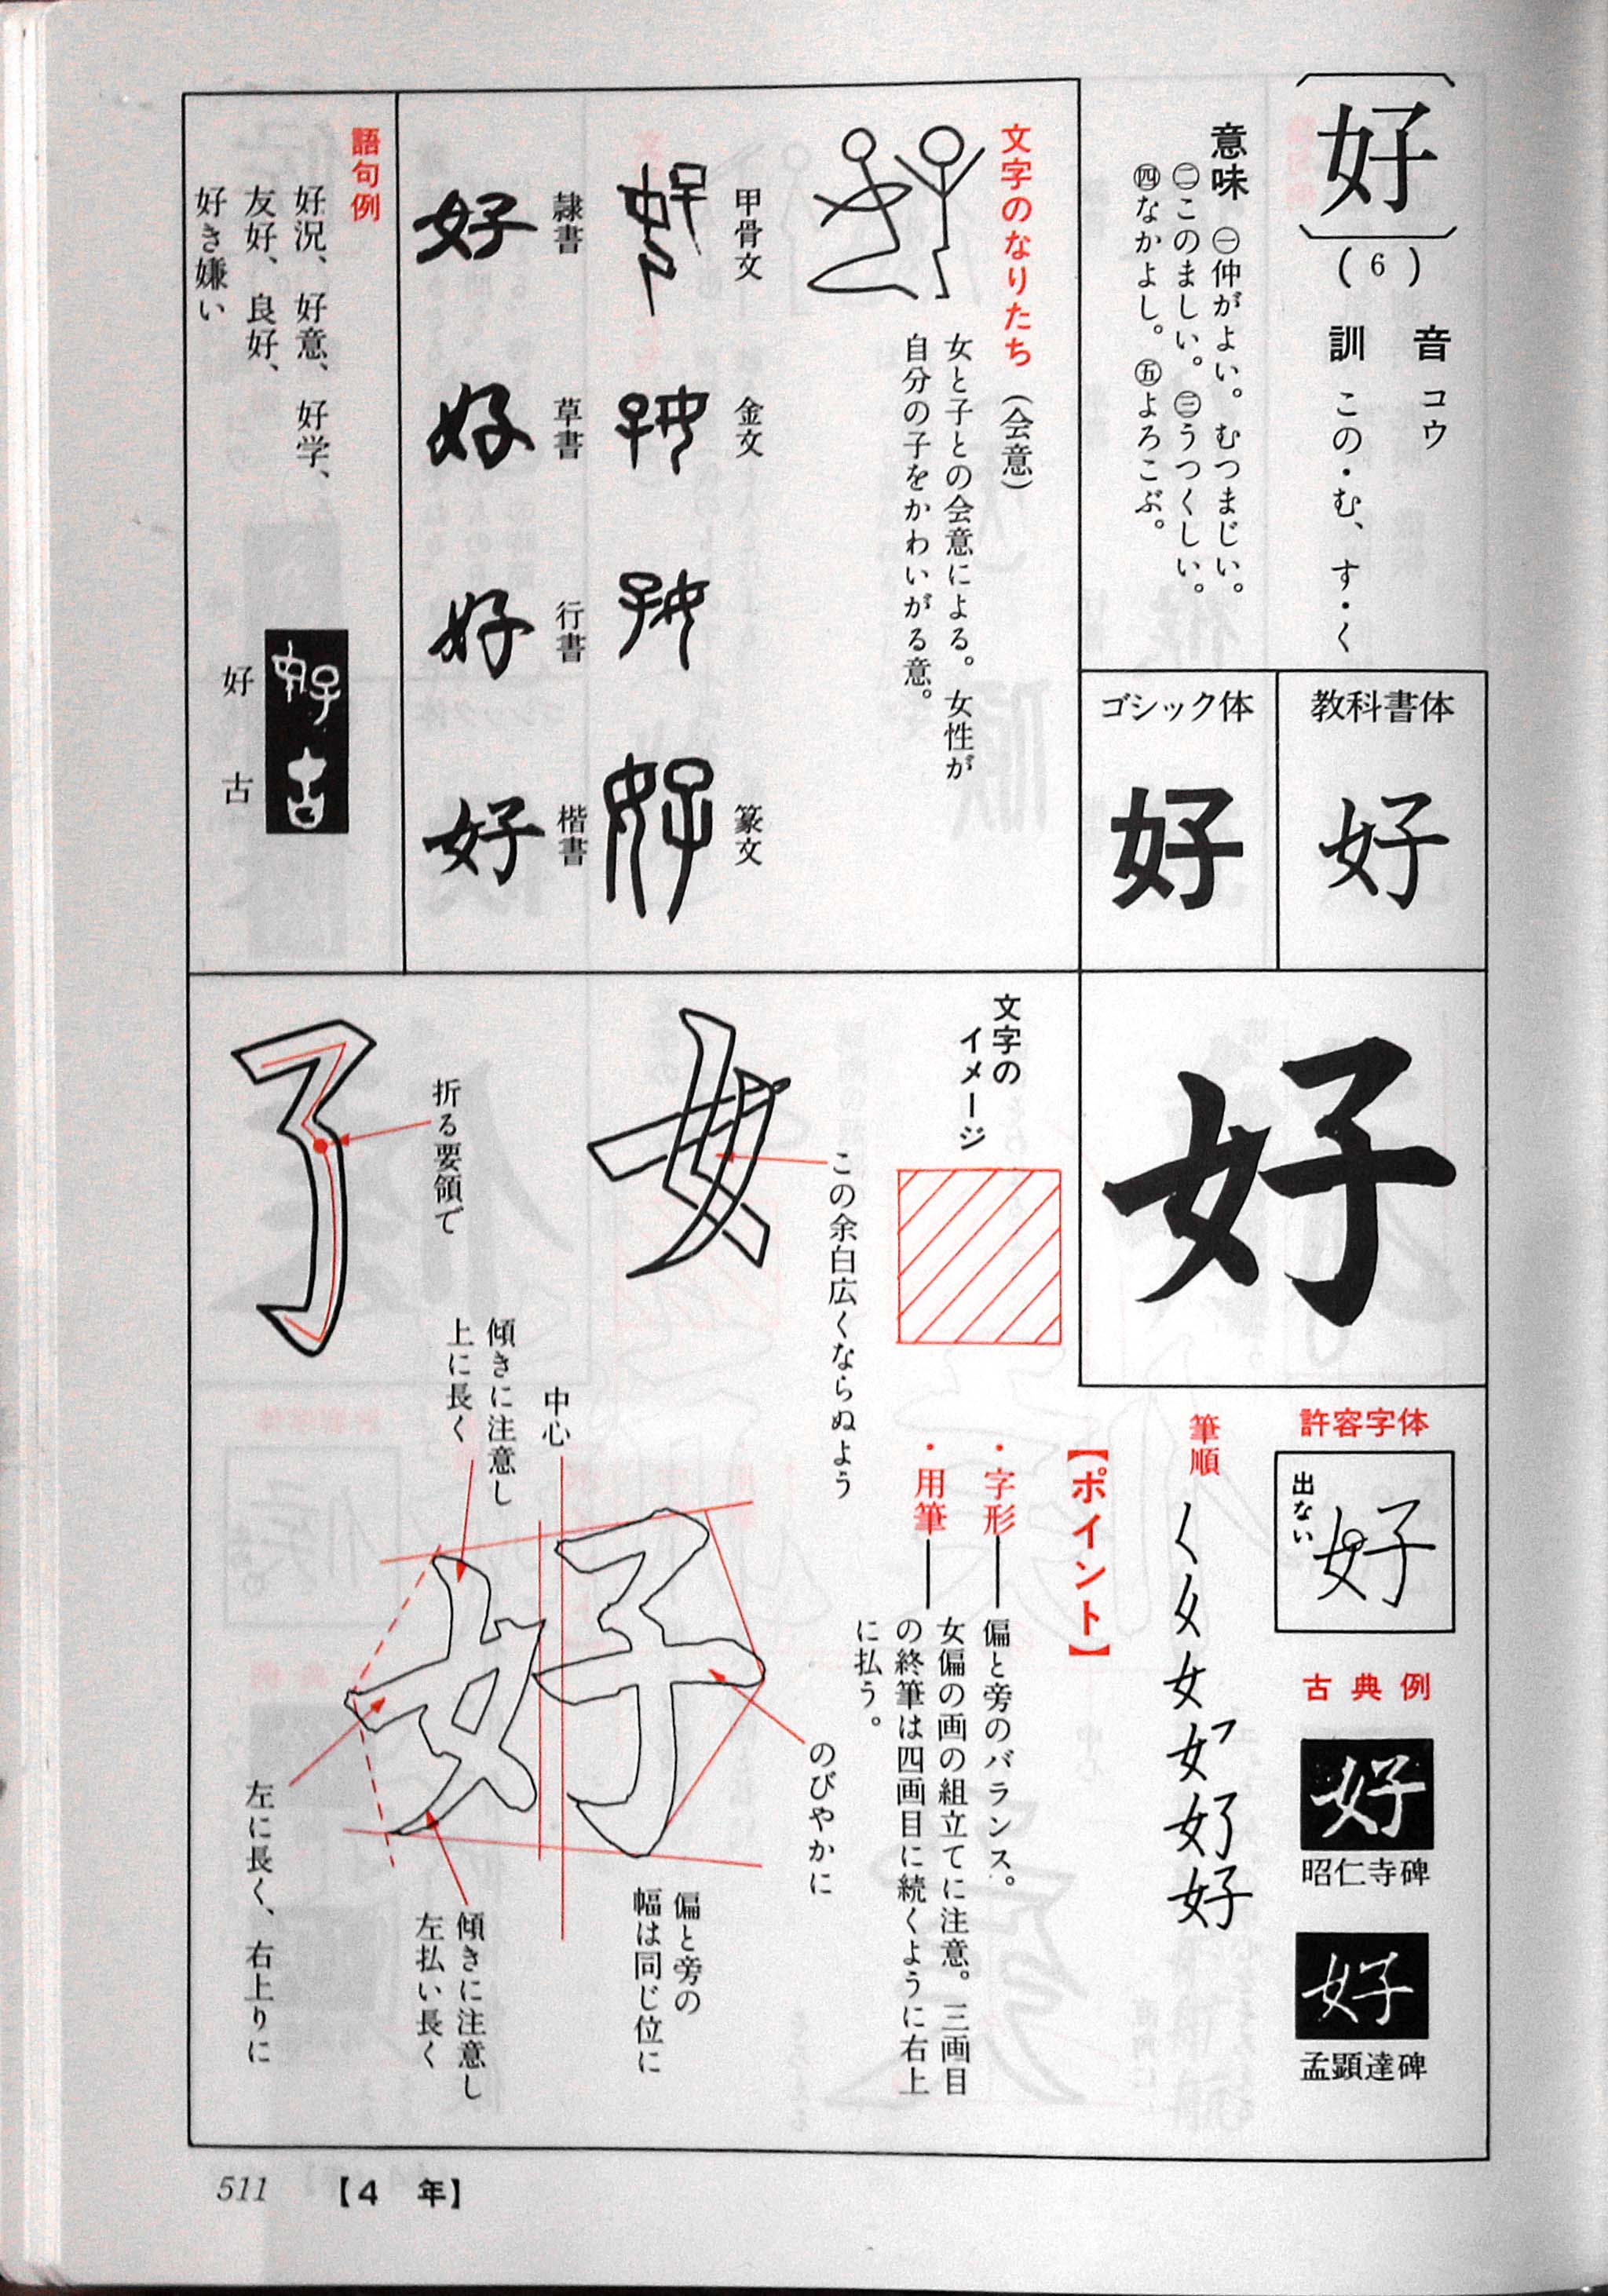 好
(6)
音 コウ
訓 この・む、す・く
意味 ㊀仲がよい。むつまじい。
㊁このましい。㊂うつくしい。
㊃なかよし。㊄よろこぶ。
教科書体
好
ゴシック体
好
文字のなりたち (会意)
女と子との会意による。女性が
自分の子をかわいがる意。
甲骨文
好
金文
好
好
篆文
好
隷書
好
草書
好
行書
好
楷書
好
語句例
好況、好意、好学、
友好、良好、
好き嫌い
好古
好 古
好
許容字体
好
出ない
古典例
好
昭仁寺碑
好
孟顕達碑
筆順
く 女 女 女フ 女了 好
【ポイント】
・字形―偏と旁のバランス。
・用筆―女偏の画の組立てに注意。三画目
の終筆は四画目に続くように右上
に払う。
文字の
イメージ
女
この余白広くならぬよう
了
折る要領で
好
中心
傾きに注意し
上に長く
のびやかに
偏と旁の
幅は同じ位に
傾きに注意し
左払い長く
左に長く、右上りに
511 【4 年】